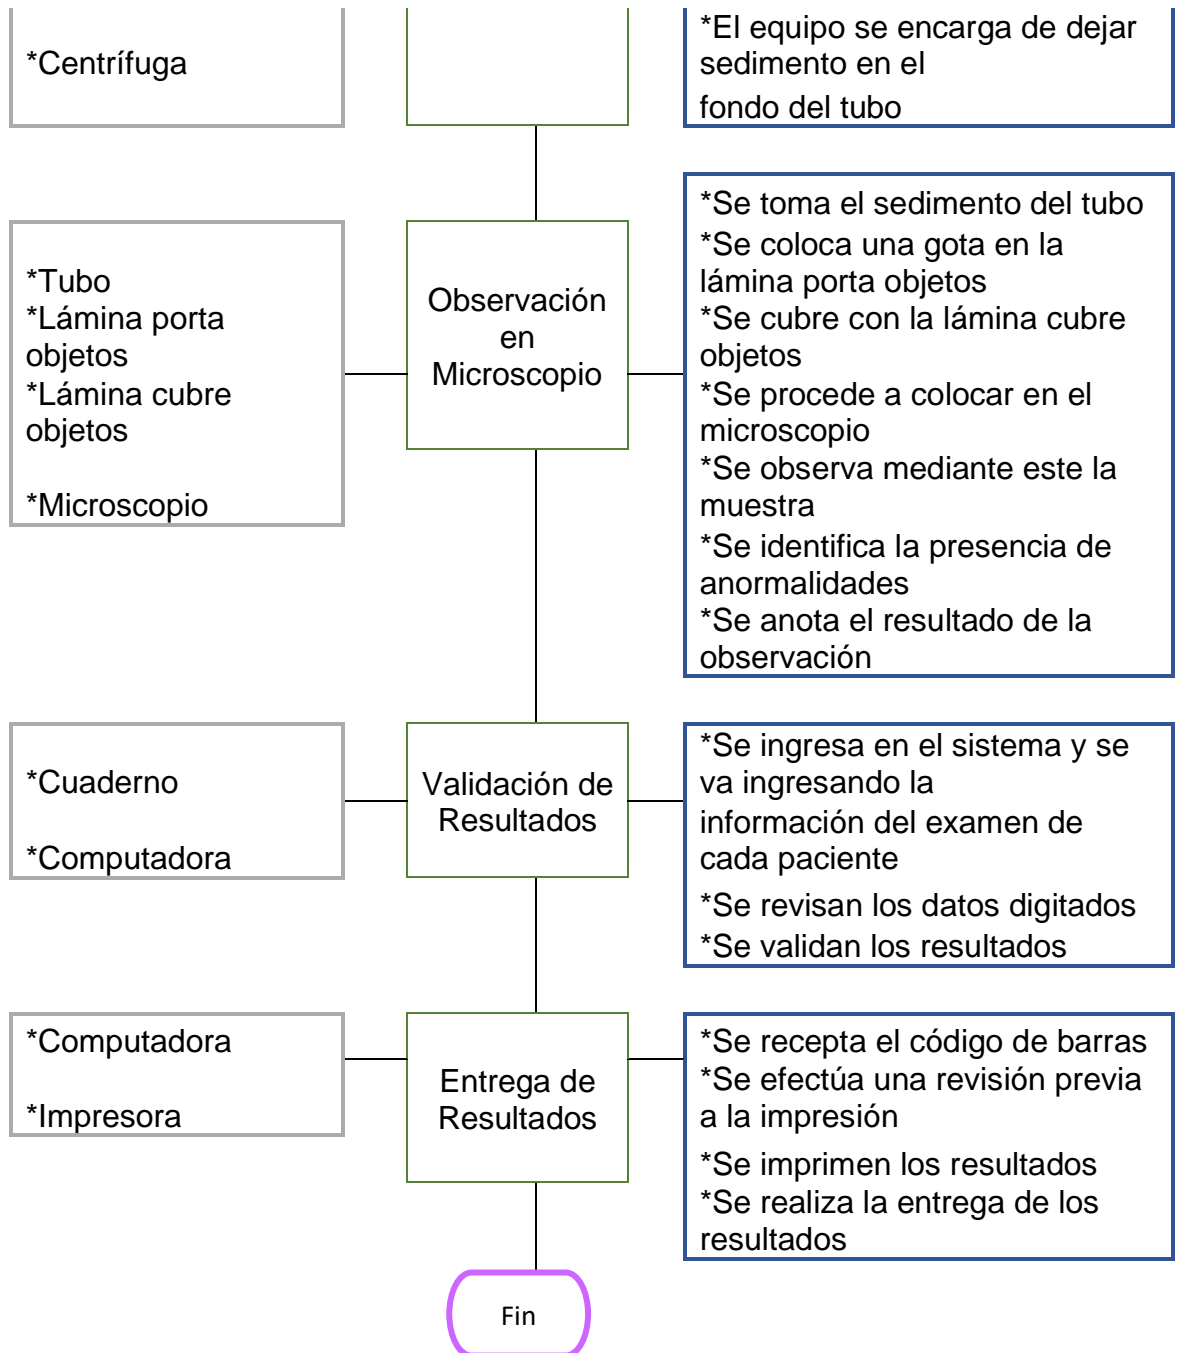 *Centrífuga
*El equipo se encarga de dejar
sedimento en el
fondo del tubo
*Tubo
*Lámina porta
objetos
*Lámina cubre
objetos
*Microscopio
Observación
en
Microscopio
*Se toma el sedimento del tubo
*Se coloca una gota en la
lámina porta objetos
*Se cubre con la lámina cubre
objetos
*Se procede a colocar en el
microscopio
*Se observa mediante este la
muestra
*Se identifica la presencia de
anormalidades
*Se anota el resultado de la
observación
*Cuaderno
*Computadora
Validación de
Resultados
*Se ingresa en el sistema y se
va ingresando la
información del examen de
cada paciente
*Se revisan los datos digitados
*Se validan los resultados
*Computadora
*Impresora
Entrega de
Resultados
*Se recepta el código de barras
*Se efectúa una revisión previa
a la impresión
*Se imprimen los resultados
*Se realiza la entrega de los
resultados
Fin